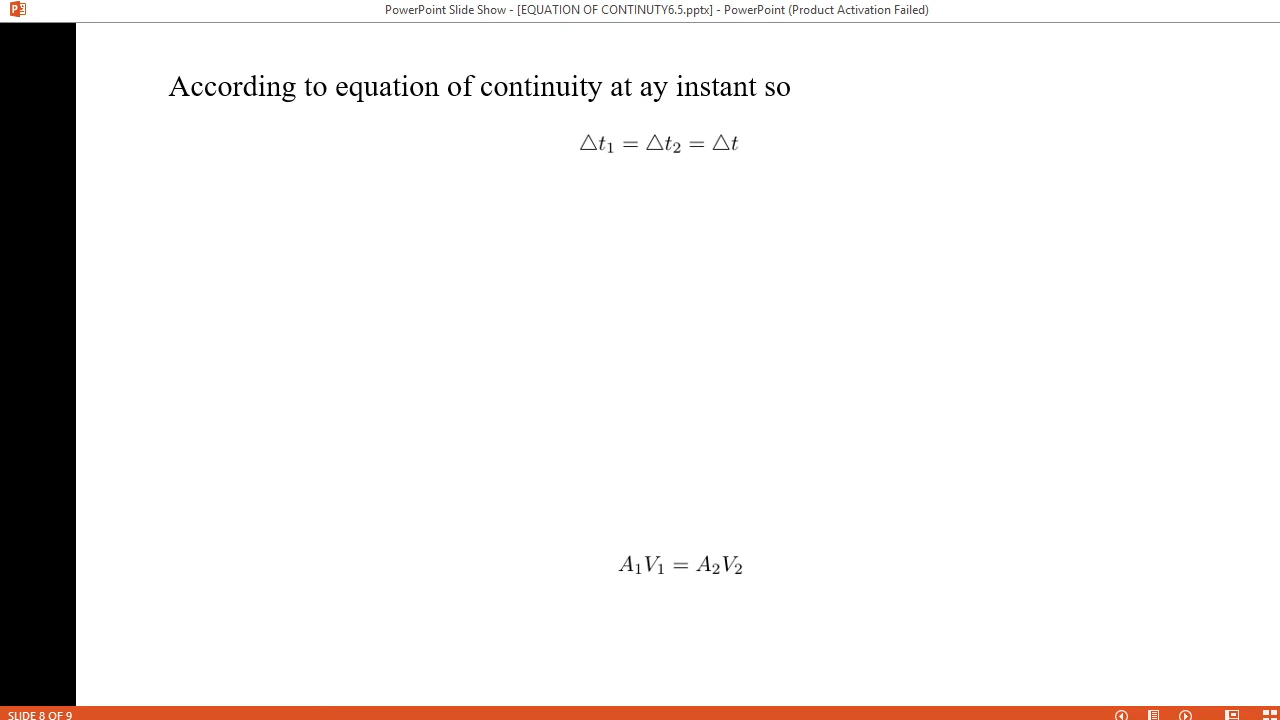 PowerPoint Slide Show - [EQUATION OF CONTINUTY6.5.pptx] - PowerPoint (Product Activation Failed)
According to equation of continuity at ay instant so
△t₁ = △t₂ = △t
A₁V₁ = A₂V₂
SLIDE 8 OF 9